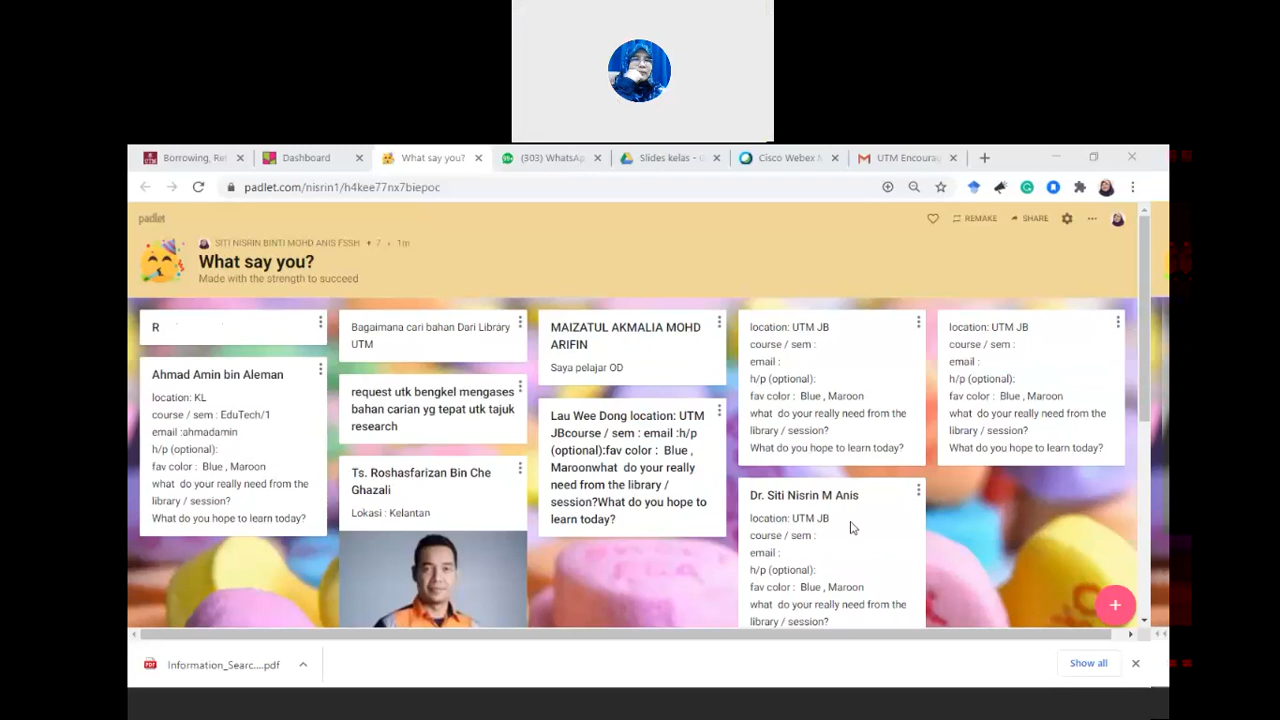 Borrowing, Re
Dashboard
What say you?
(303) WhatsAp
Slides kelas - G
Cisco Webex M
UTM Encourag
padlet.com/nisrin1/h4kee77nx7biepoc
padlet
REMAKE
SHARE
SITI NISRIN BINTI MOHD ANIS FSSH + 7 • 1m
What say you?
Made with the strength to succeed
R
Ahmad Amin bin Aleman
location: KL
course / sem : EduTech/1
email :ahmadamin
h/p (optional):
fav color : Blue , Maroon
what do your really need from the
library / session?
What do you hope to learn today?
Bagaimana cari bahan Dari Library
UTM
request utk bengkel mengases
bahan carian yg tepat utk tajuk
research
Ts. Roshasfarizan Bin Che
Ghazali
Lokasi : Kelantan
MAIZATUL AKMALIA MOHD
ARIFIN
Saya pelajar OD
Lau Wee Dong location: UTM
JBcourse / sem : email :h/p
(optional):fav color : Blue ,
Maroonwhat do your really
need from the library /
session?What do you hope to
learn today?
location: UTM JB
course / sem :
email :
h/p (optional):
fav color : Blue , Maroon
what do your really need from the
library / session?
What do you hope to learn today?
Dr. Siti Nisrin M Anis
location: UTM JB
course / sem :
email :
h/p (optional):
fav color : Blue , Maroon
what do your really need from the
library / session?
location: UTM JB
course / sem :
email :
h/p (optional):
fav color : Blue , Maroon
what do your really need from the
library / session?
What do you hope to learn today?
Information_Searc....pdf
Show all